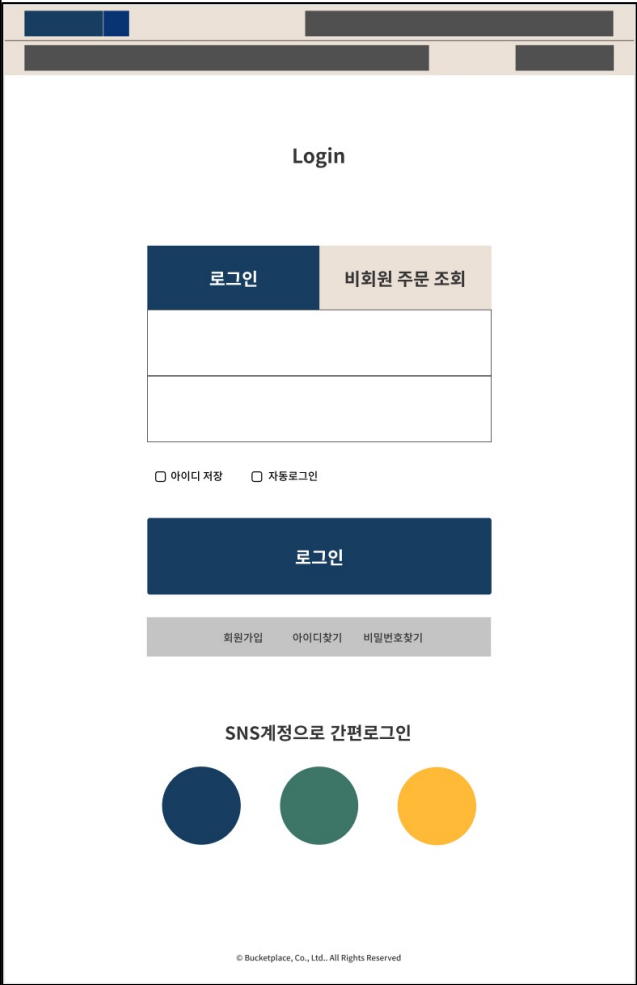 Login
로그인 비회원 주문 조회
아이디 저장 자동로그인
로그인
회원가입 아이디찾기 비밀번호찾기
SNS계정으로 간편로그인
© Bucketplace, Co., Ltd.. All Rights Reserved